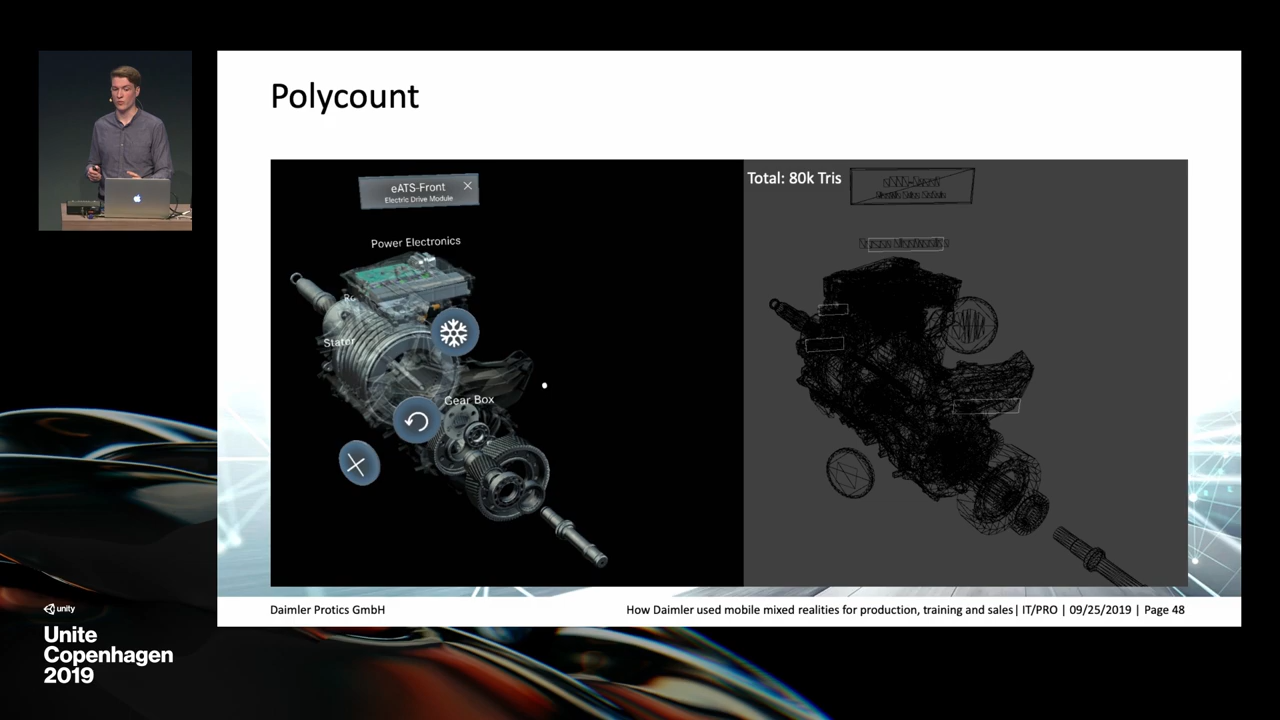 Polycount
eATS-Front
Electric Drive Module
Power Electronics
Ro
Stator
Gear Box
Total: 80k Tris
Daimler Protics GmbH
How Daimler used mobile mixed realities for production, training and sales| IT/PRO | 09/25/2019 | Page 48
unity
Unite
Copenhagen
2019